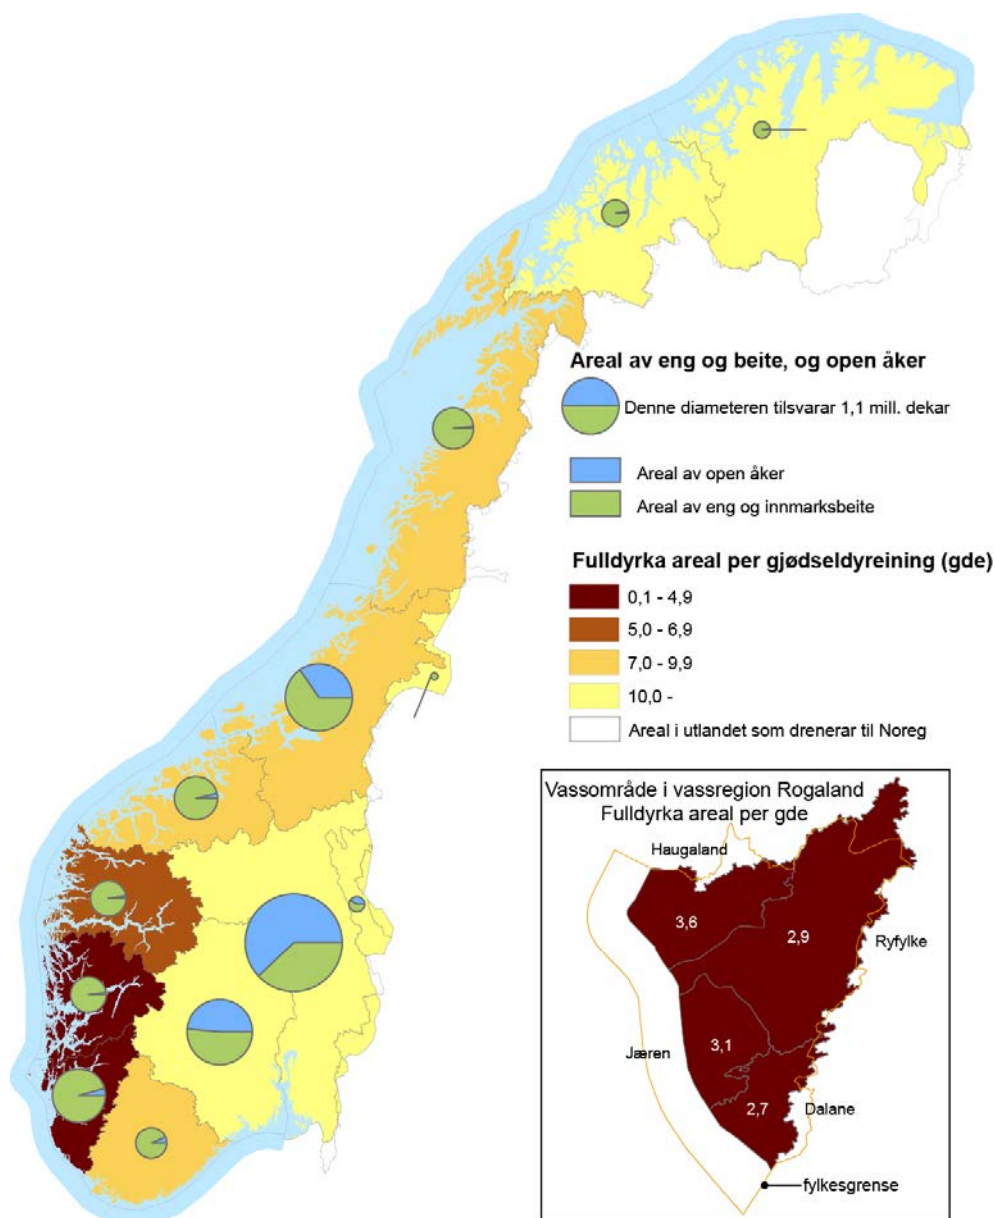 Areal av eng og beite, og open åker
Denne diameteren tilsvarar 1,1 mill. dekar
Areal av open åker
Areal av eng og innmarksbeite
Fulldyrka areal per gjødseldyreining (gde)
0,1 - 4,9
5,0 - 6,9
7,0 - 9,9
10,0 -
Areal i utlandet som drenerar til Noreg
Vassområde i vassregion Rogaland
Fulldyrka areal per gde
Haugaland
3,6
2,9
Ryfylke
3,1
Jæren
2,7
Dalane
fylkesgrense